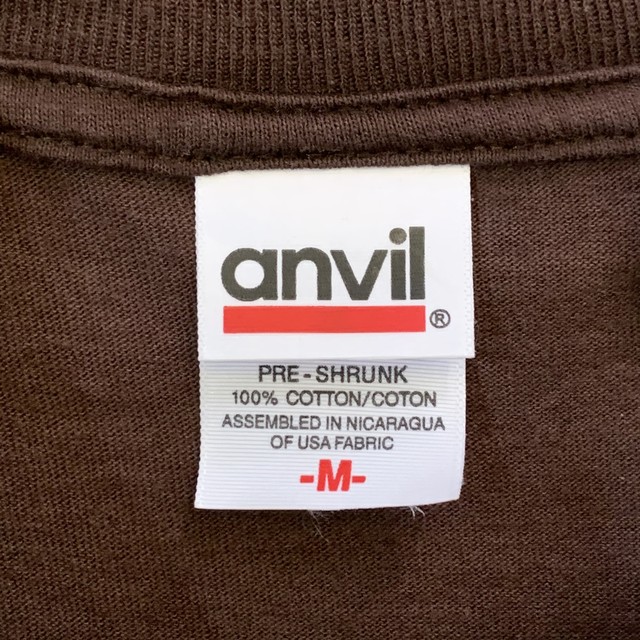 anvil®
PRE - SHRUNK
100% COTTON/COTON
ASSEMBLED IN NICARAGUA
OF USA FABRIC
-M-